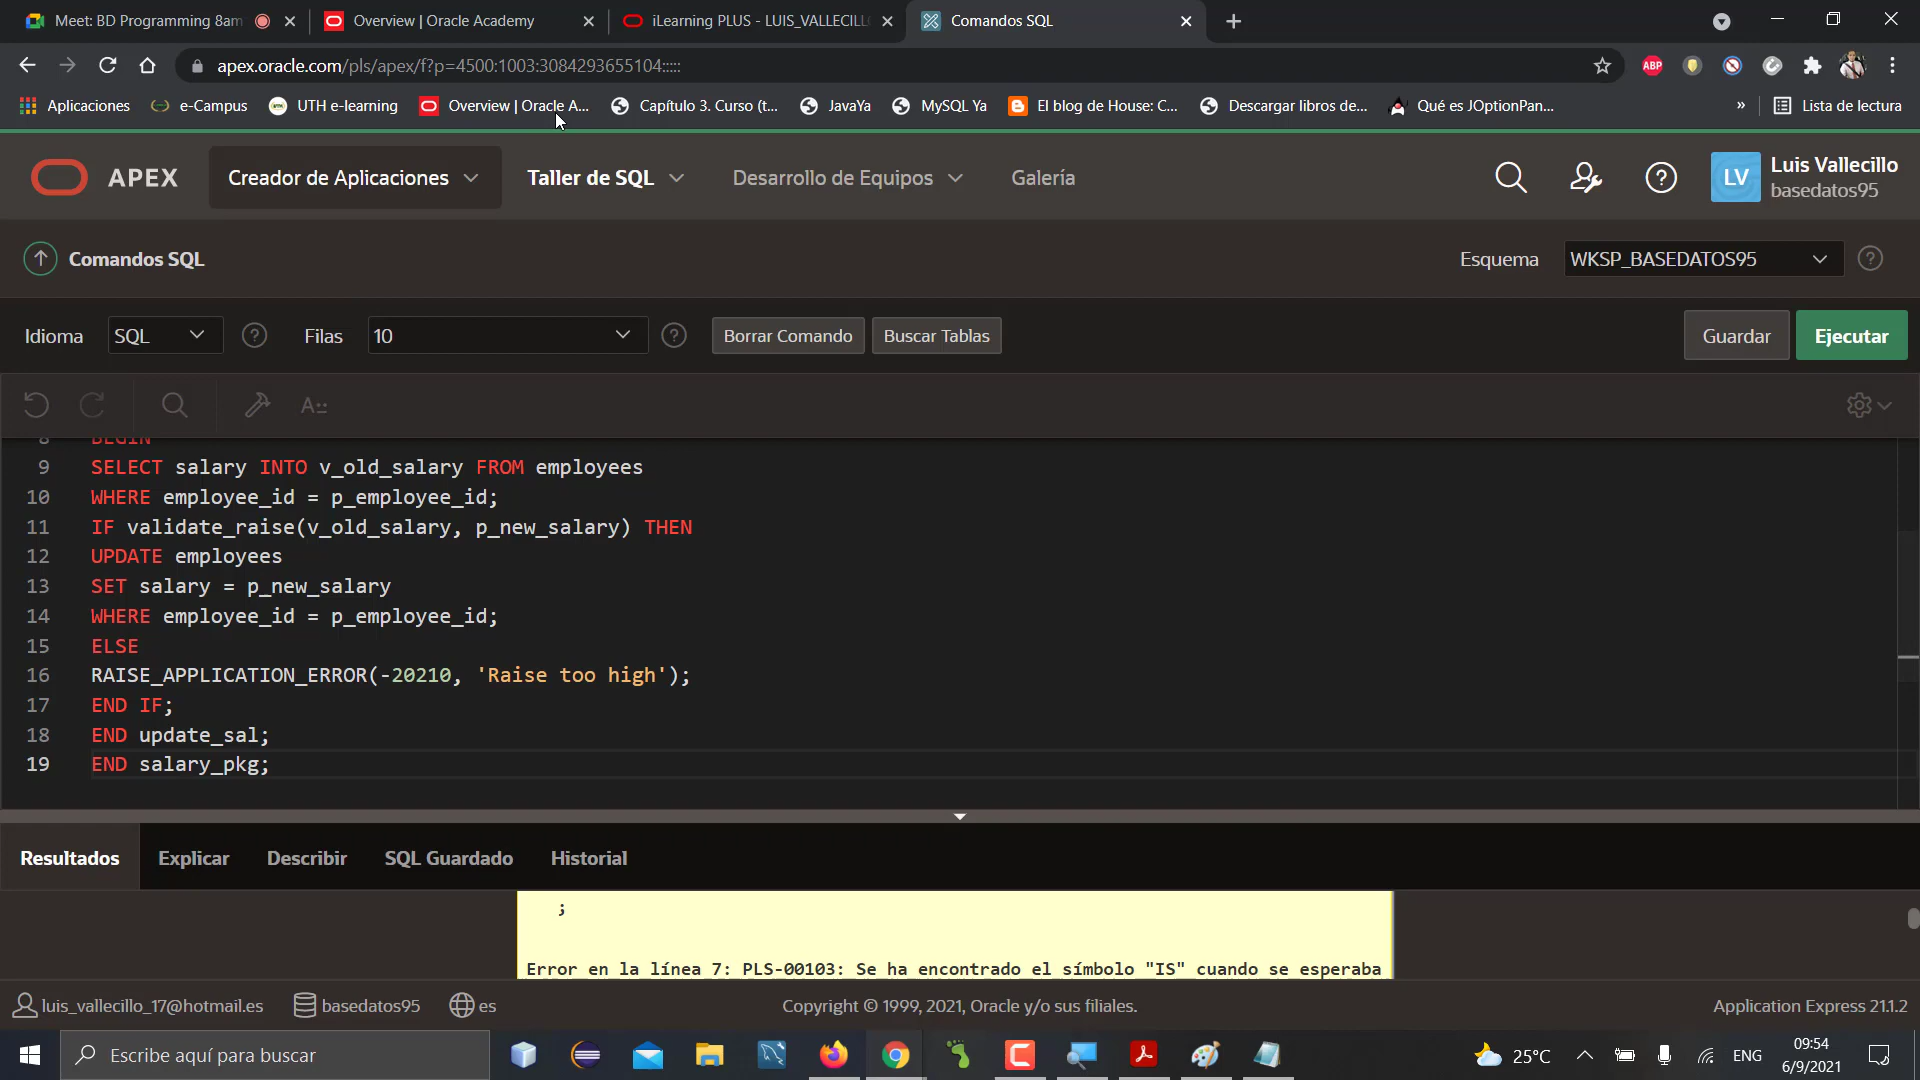 Meet: BD Programming 8am
Overview | Oracle Academy
iLearning PLUS - LUIS_VALLECILL
Comandos SQL
apex.oracle.com/pls/apex/f?p=4500:1003:3084293655104:::::
ABP
Aplicaciones
e-Campus
UTH e-learning
Overview | Oracle A...
Capítulo 3. Curso (t...
JavaYa
MySQL Ya
El blog de House: C...
Descargar libros de...
Qué es JOptionPan...
»
Lista de lectura
APEX
Creador de Aplicaciones
Taller de SQL
Desarrollo de Equipos
Galería
LV
Luis Vallecillo
basedatos95
Comandos SQL
Esquema
WKSP_BASEDATOS95
Idioma
SQL
Filas
10
Borrar Comando
Buscar Tablas
Guardar
Ejecutar
8 BEGIN
9 SELECT salary INTO v_old_salary FROM employees
10 WHERE employee_id = p_employee_id;
11 IF validate_raise(v_old_salary, p_new_salary) THEN
12 UPDATE employees
13 SET salary = p_new_salary
14 WHERE employee_id = p_employee_id;
15 ELSE
16 RAISE_APPLICATION_ERROR(-20210, 'Raise too high');
17 END IF;
18 END update_sal;
19 END salary_pkg;
Resultados
Explicar
Describir
SQL Guardado
Historial
;
Error en la línea 7: PLS-00103: Se ha encontrado el símbolo "IS" cuando se esperaba
luis_vallecillo_17@hotmail.es
basedatos95
es
Copyright © 1999, 2021, Oracle y/o sus filiales.
Application Express 21.1.2
Escribe aquí para buscar
25°C
ENG
09:54
6/9/2021